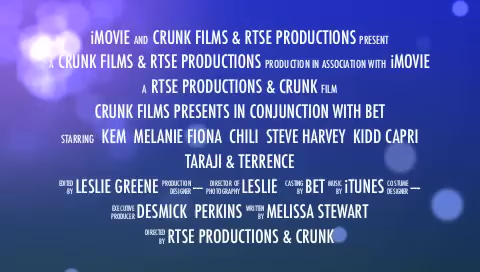 iMOVIE AND CRUNK FILMS & RTSE PRODUCTIONS PRESENT
A CRUNK FILMS & RTSE PRODUCTIONS PRODUCTION IN ASSOCIATION WITH iMOVIE
A RTSE PRODUCTIONS & CRUNK FILM
CRUNK FILMS PRESENTS IN CONJUNCTION WITH BET
STARRING KEM MELANIE FIONA CHILI STEVE HARVEY KIDD CAPRI
TARAJI & TERRENCE
EDITED BY LESLIE GREENE PRODUCTION DESIGNER — DIRECTOR OF PHOTOGRAPHY LESLIE CASTING BY BET MUSIC BY iTUNES COSTUME DESIGNER —
EXECUTIVE PRODUCER DESMICK PERKINS WRITTEN BY MELISSA STEWART
DIRECTED BY RTSE PRODUCTIONS & CRUNK